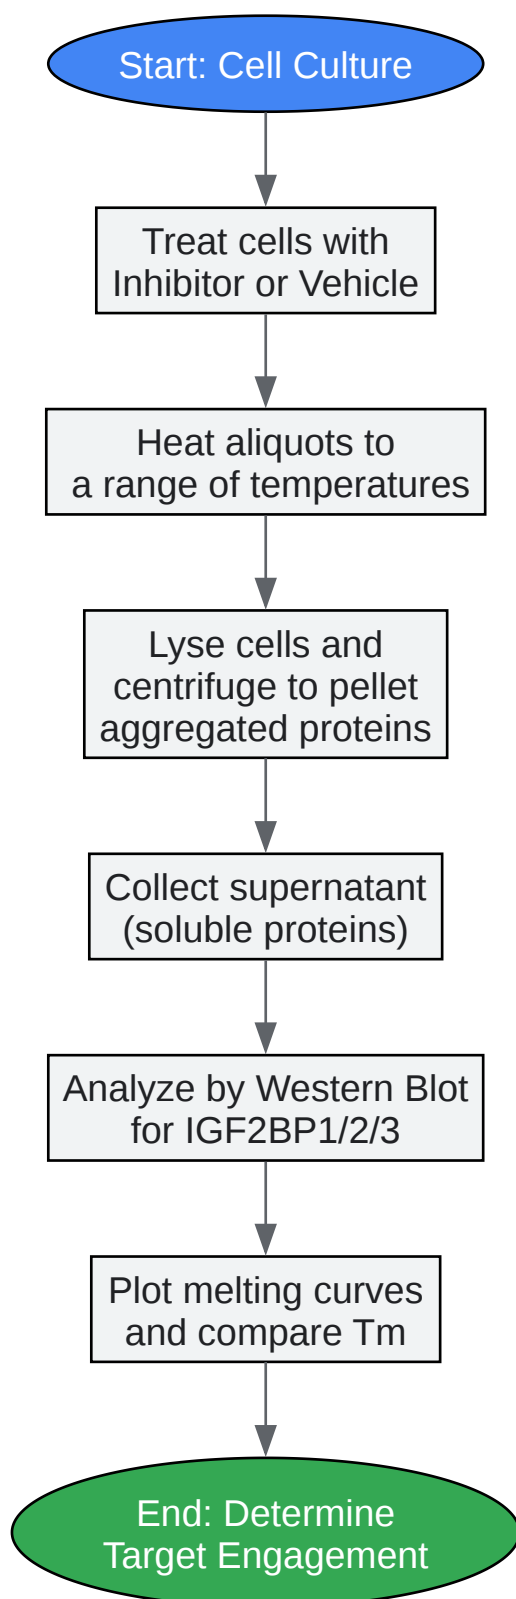 Start: Cell Culture
Treat cells with
Inhibitor or Vehicle
Heat aliquots to
a range of temperatures
Lyse cells and
centrifuge to pellet
aggregated proteins
Collect supernatant
(soluble proteins)
Analyze by Western Blot
for IGF2BP1/2/3
Plot melting curves
and compare Tm
End: Determine
Target Engagement